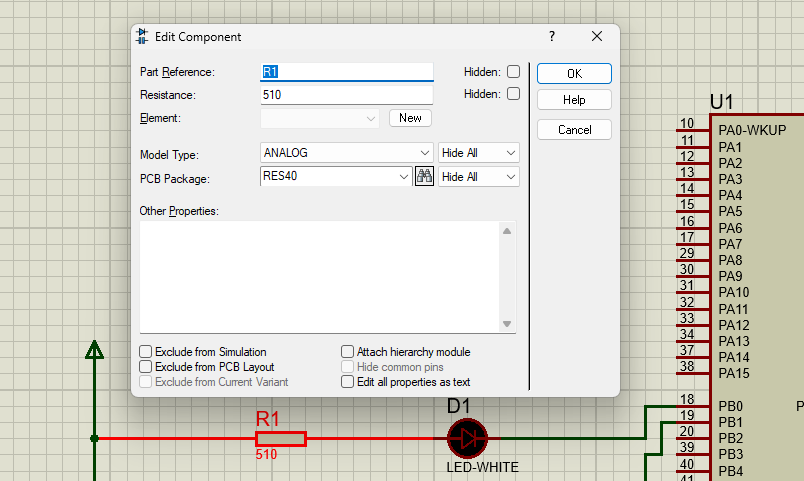 Edit Component ? ×
Part Reference: R1 Hidden:
Resistance: 510 Hidden:
Element: New
Model Type: ANALOG Hide All
PCB Package: RES40 Hide All
Other Properties:
Exclude from Simulation Attach hierarchy module
Exclude from PCB Layout Hide common pins
Exclude from Current Variant Edit all properties as text
OK
Help
Cancel
R1
510
D1
LED-WHITE
U1
10 PA0-WKUP
11 PA1
12 PA2
13 PA3
14 PA4
15 PA5
16 PA6
17 PA7
29 PA8
30 PA9
31 PA10
32 PA11
33 PA12
34 PA13
37 PA14
38 PA15
18 PB0 P
19 PB1
20 PB2
39 PB3
40 PB4